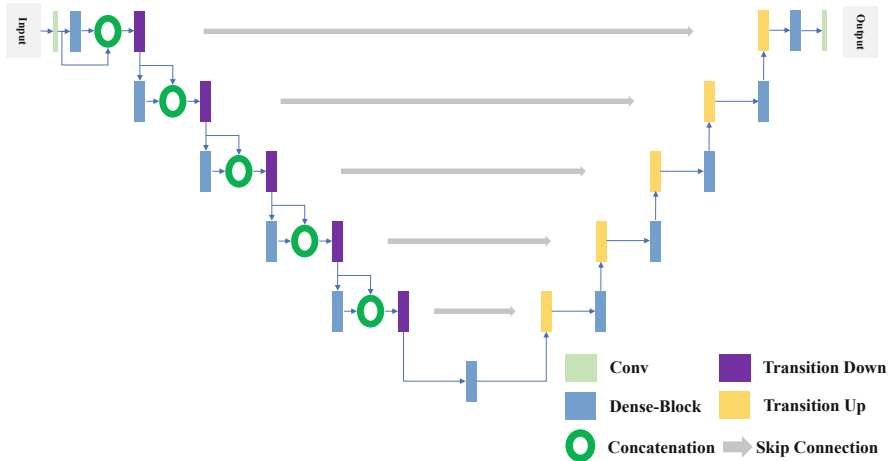 Input
Output
Conv
Transition Down
Dense-Block
Transition Up
Concatenation
Skip Connection